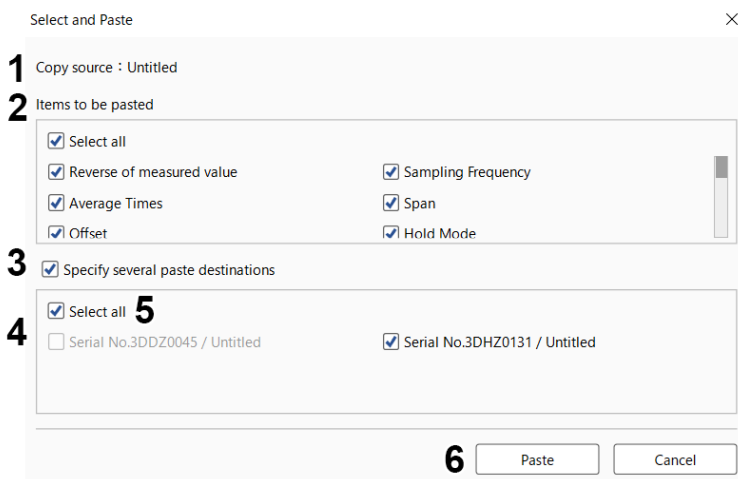 Select and Paste
1 Copy source : Untitled
2 Items to be pasted
Select all
Reverse of measured value Sampling Frequency
Average Times Span
Offset Hold Mode
3 Specify several paste destinations
Select all 5
4 Serial No.3DDZ0045 / Untitled Serial No.3DHZ0131 / Untitled
6 Paste Cancel